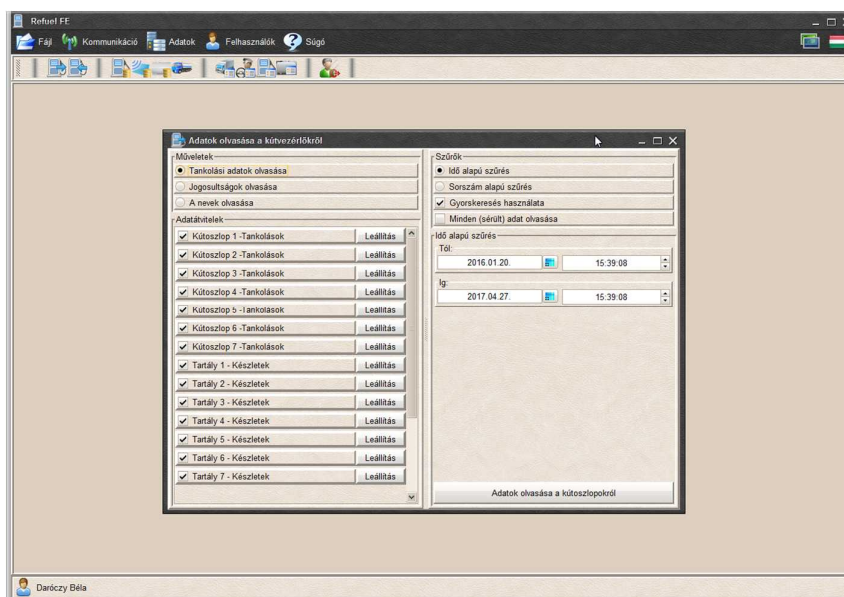 Refuel FE
Fájl Kommunikáció Adatok Felhasználók Súgó
Adatok olvasása a kútvezérlőkről
Műveletek
Tankolási adatok olvasása
Jogosultságok olvasása
A nevek olvasása
Adatátvitelek
Kútoszlop 1 -Tankolások Leállítás
Kútoszlop 2 -Tankolások Leállítás
Kútoszlop 3 -Tankolások Leállítás
Kútoszlop 4 -Tankolások Leállítás
Kútoszlop 5 -Tankolások Leállítás
Kútoszlop 6 -Tankolások Leállítás
Kútoszlop 7 -Tankolások Leállítás
Tartály 1 - Készletek Leállítás
Tartály 2 - Készletek Leállítás
Tartály 3 - Készletek Leállítás
Tartály 4 - Készletek Leállítás
Tartály 5 - Készletek Leállítás
Tartály 6 - Készletek Leállítás
Tartály 7 - Készletek Leállítás
Szűrők
Idő alapú szűrés
Sorszám alapú szűrés
Gyorskeresés használata
Minden (sérült) adat olvasása
Idő alapú szűrés
Tól:
2016.01.20. 15:39:08
Ig:
2017.04.27. 15:39:08
Adatok olvasása a kútoszlopokról
Daróczy Béla